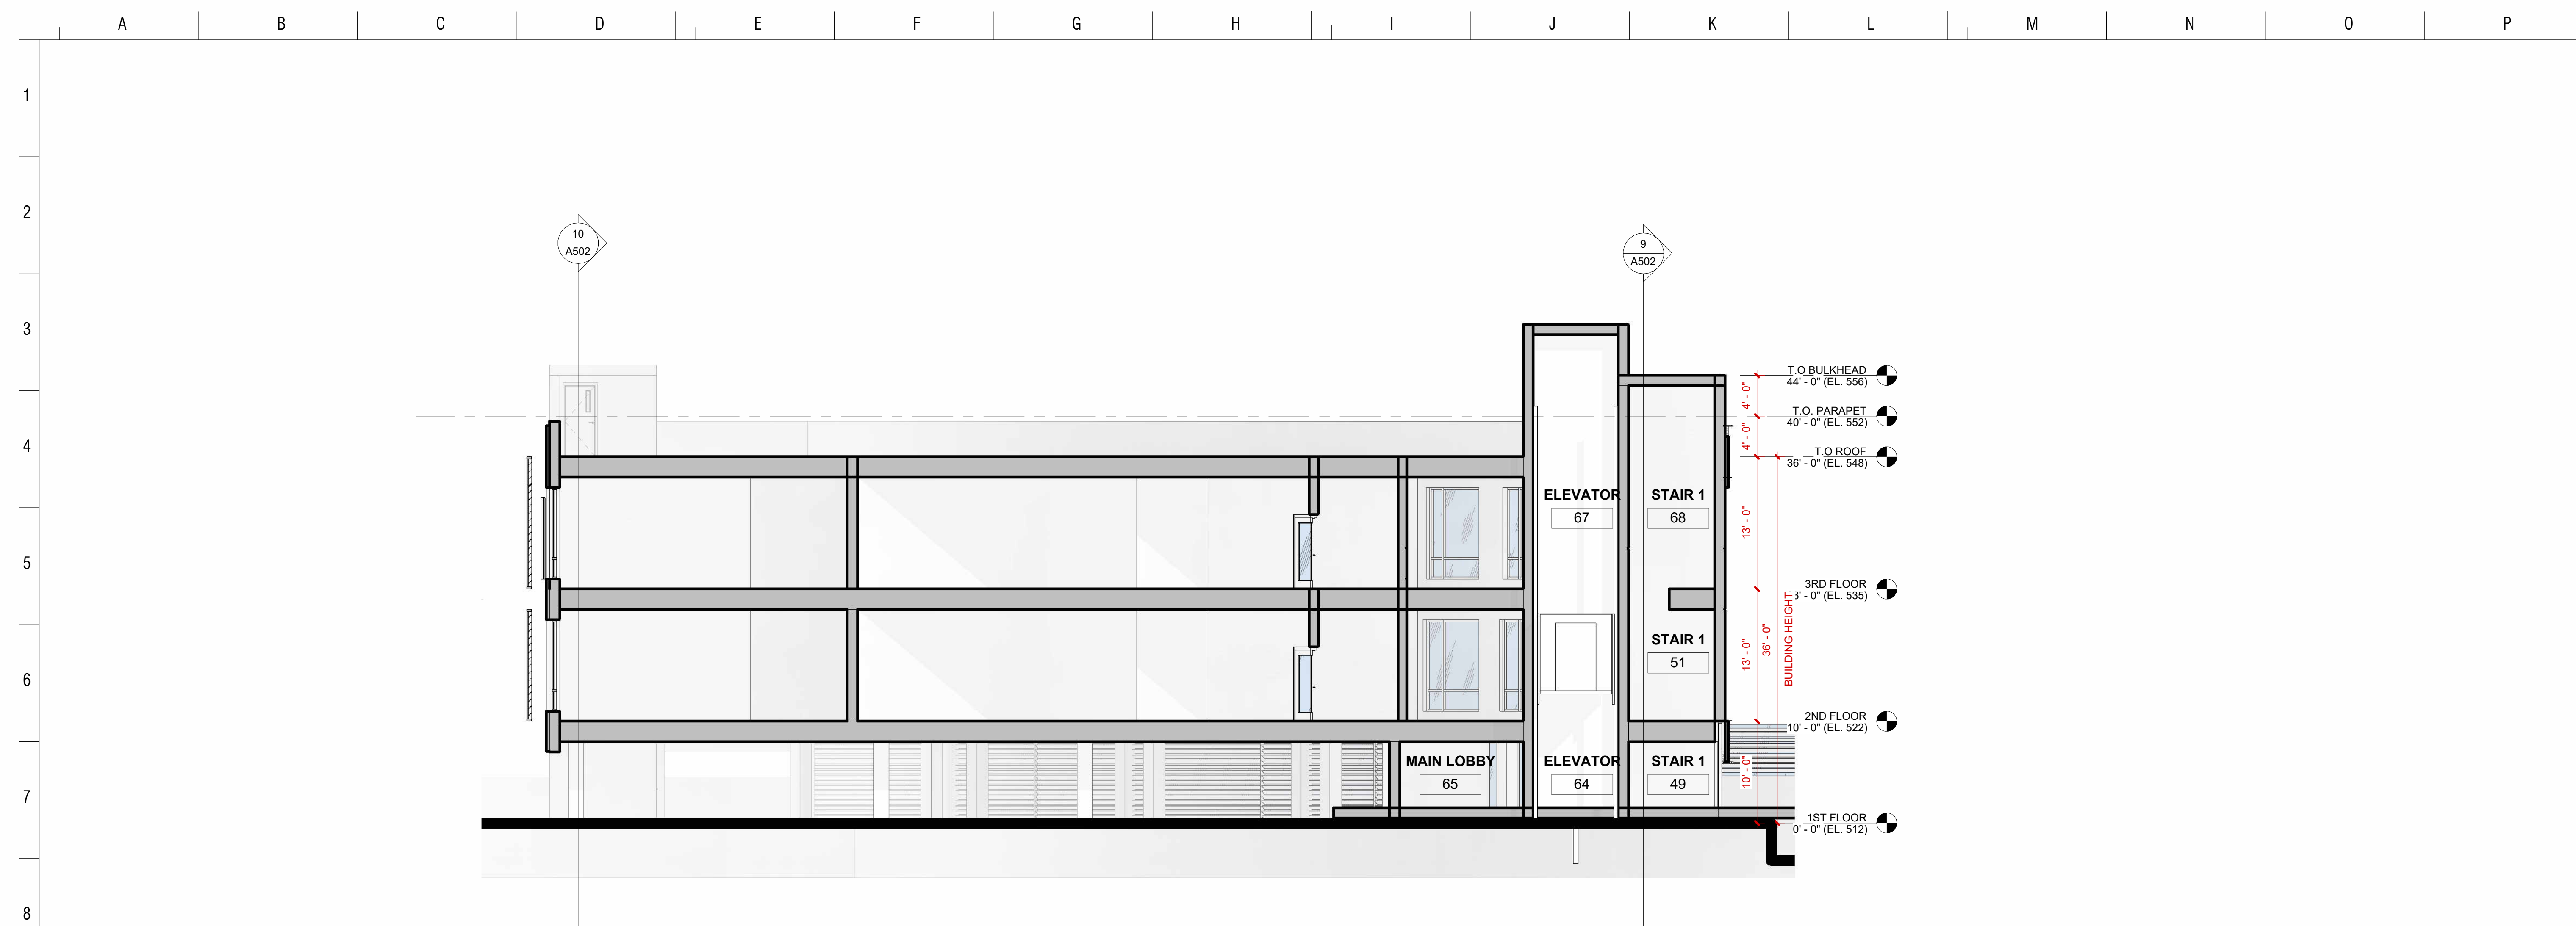 A B C D E F G H I J K L M N O P
1
2
3
4
5
6
7
8
10
A502
9
A502
T.O BULKHEAD
44' - 0" (EL. 556)
4' - 0"
T.O. PARAPET
40' - 0" (EL. 552)
4' - 0"
T.O ROOF
36' - 0" (EL. 548)
ELEVATOR
67
STAIR 1
68
13' - 0"
3RD FLOOR
3' - 0" (EL. 535)
STAIR 1
51
13' - 0"
36' - 0"
BUILDING HEIGHT
2ND FLOOR
10' - 0" (EL. 522)
MAIN LOBBY
65
ELEVATOR
64
STAIR 1
49
10' - 0"
1ST FLOOR
0' - 0" (EL. 512)